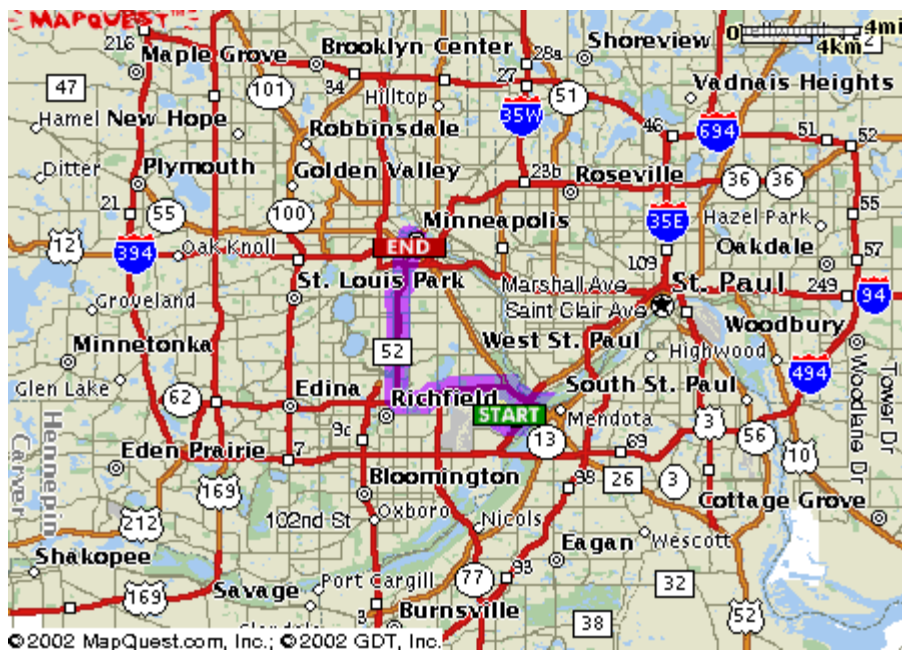 MAPQUEST
0 4mi
4km
216
Maple Grove
Brooklyn Center
28a
Shoreview
2
47
101
34
Hilltop
27
51
Vadnais Heights
Hamel
New Hope
35W
46
694
51
52
Robbinsdale
Ditter
Plymouth
Golden Valley
23b
Roseville
36
36
21
55
100
Minneapolis
35E
Hazel Park
55
12
394
Oak Knoll
END
Oakdale
57
St. Louis Park
109
Marshall Ave
St. Paul
249
94
Groveland
Saint Clair Ave
Woodbury
Minnetonka
52
West St. Paul
Highwood
494
Glen Lake
62
Edina
Richfield
START
South St. Paul
Mendota
Woodlane Dr
Tower Dr
Hennepin
Carver
9c
13
3
56
10
Eden Prairie
7
69
169
Bloomington
98
26
3
Cottage Grove
212
102nd St
Oxboro
Nicols
Wescott
Shakopee
Eagan
169
Savage
Port Cargill
77
93
32
3
Burnsville
38
52
©2002 MapQuest.com, Inc.; ©2002 GDT, Inc.